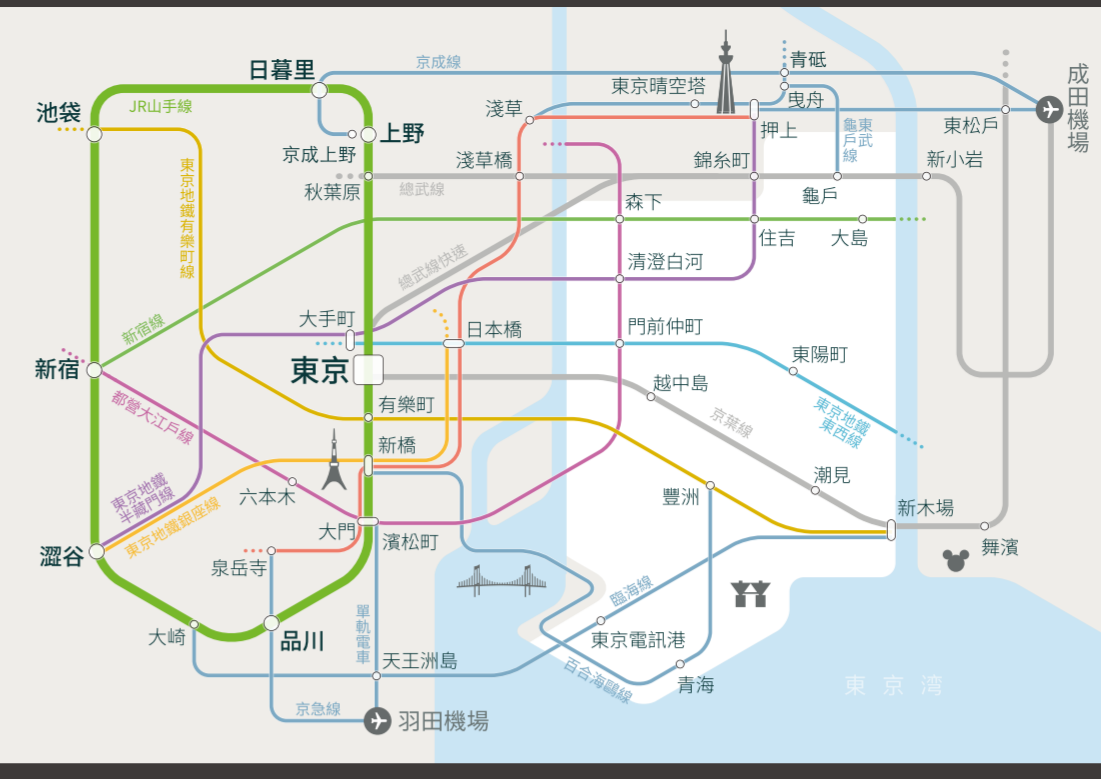 京成線
青砥
日暮里
成田機場
東京晴空塔
曳舟
池袋
JR山手線
淺草
上野
押上
東武
龜戶線
東松戶
京成上野
淺草橋
錦糸町
新小岩
東京地鐵有樂町線
秋葉原
總武線
龜戶
森下
住吉
大島
總武線快速
清澄白河
新宿線
大手町
日本橋
門前仲町
東陽町
新宿
東京
越中島
都營大江戶線
有樂町
京葉線
東京地鐵
東西線
新橋
潮見
東京地鐵
半藏門線
六本木
豐洲
新木場
東京地鐵銀座線
大門
濱松町
澀谷
舞濱
泉岳寺
臨海線
單軌電車
大崎
品川
東京電訊港
天王洲島
百合海鷗線
青海
東京湾
京急線
羽田機場